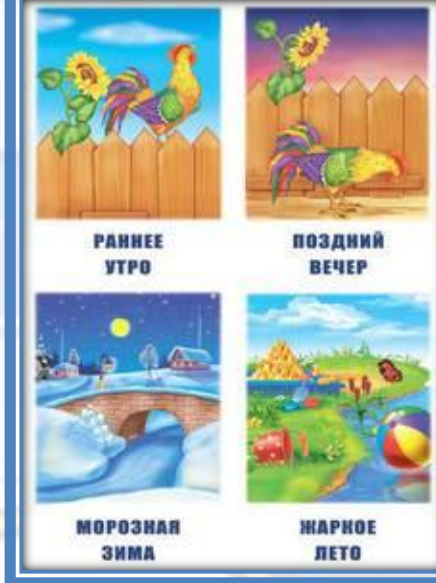 РАННЕЕ
УТРО
ПОЗДНИЙ
ВЕЧЕР
МОРОЗНАЯ
ЗИМА
ЖАРКОЕ
ЛЕТО